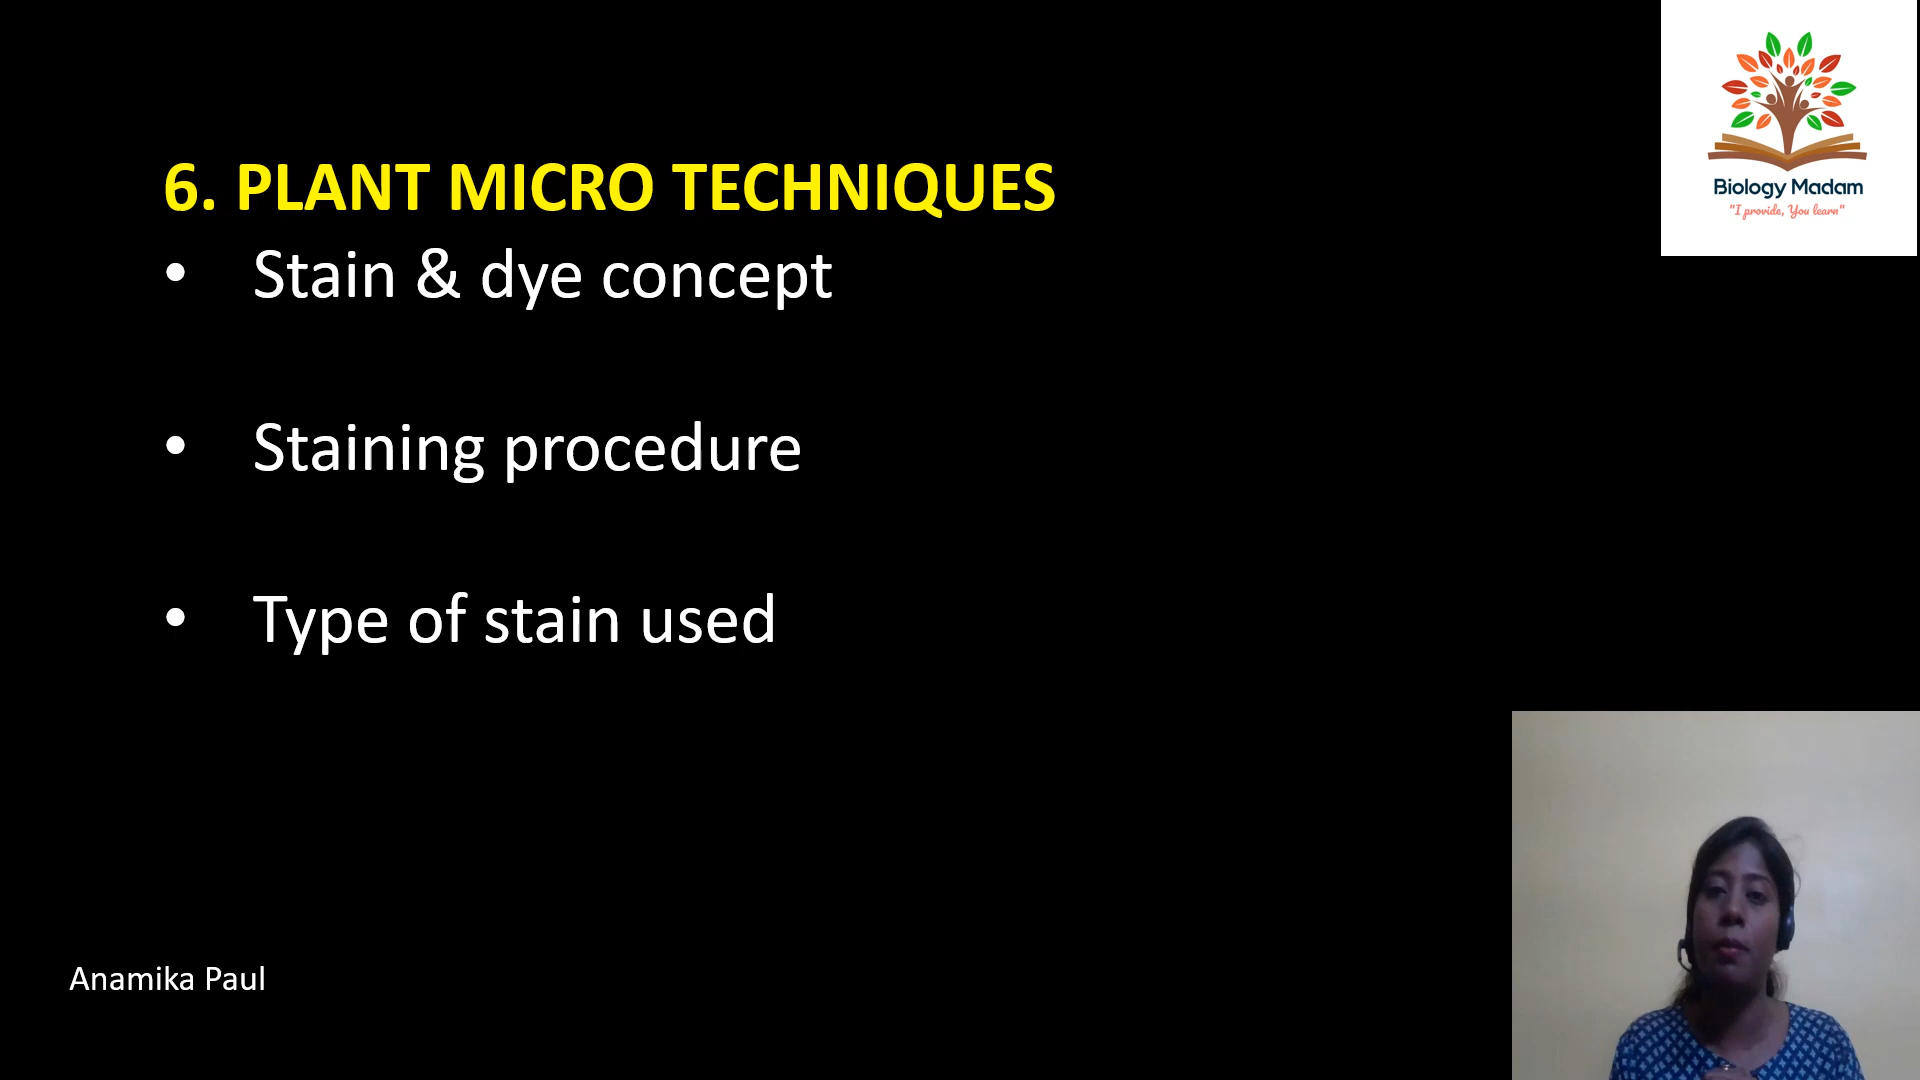 6. PLANT MICRO TECHNIQUES
• Stain & dye concept
• Staining procedure
• Type of stain used
Anamika Paul
Biology Madam
"I provide, You learn"